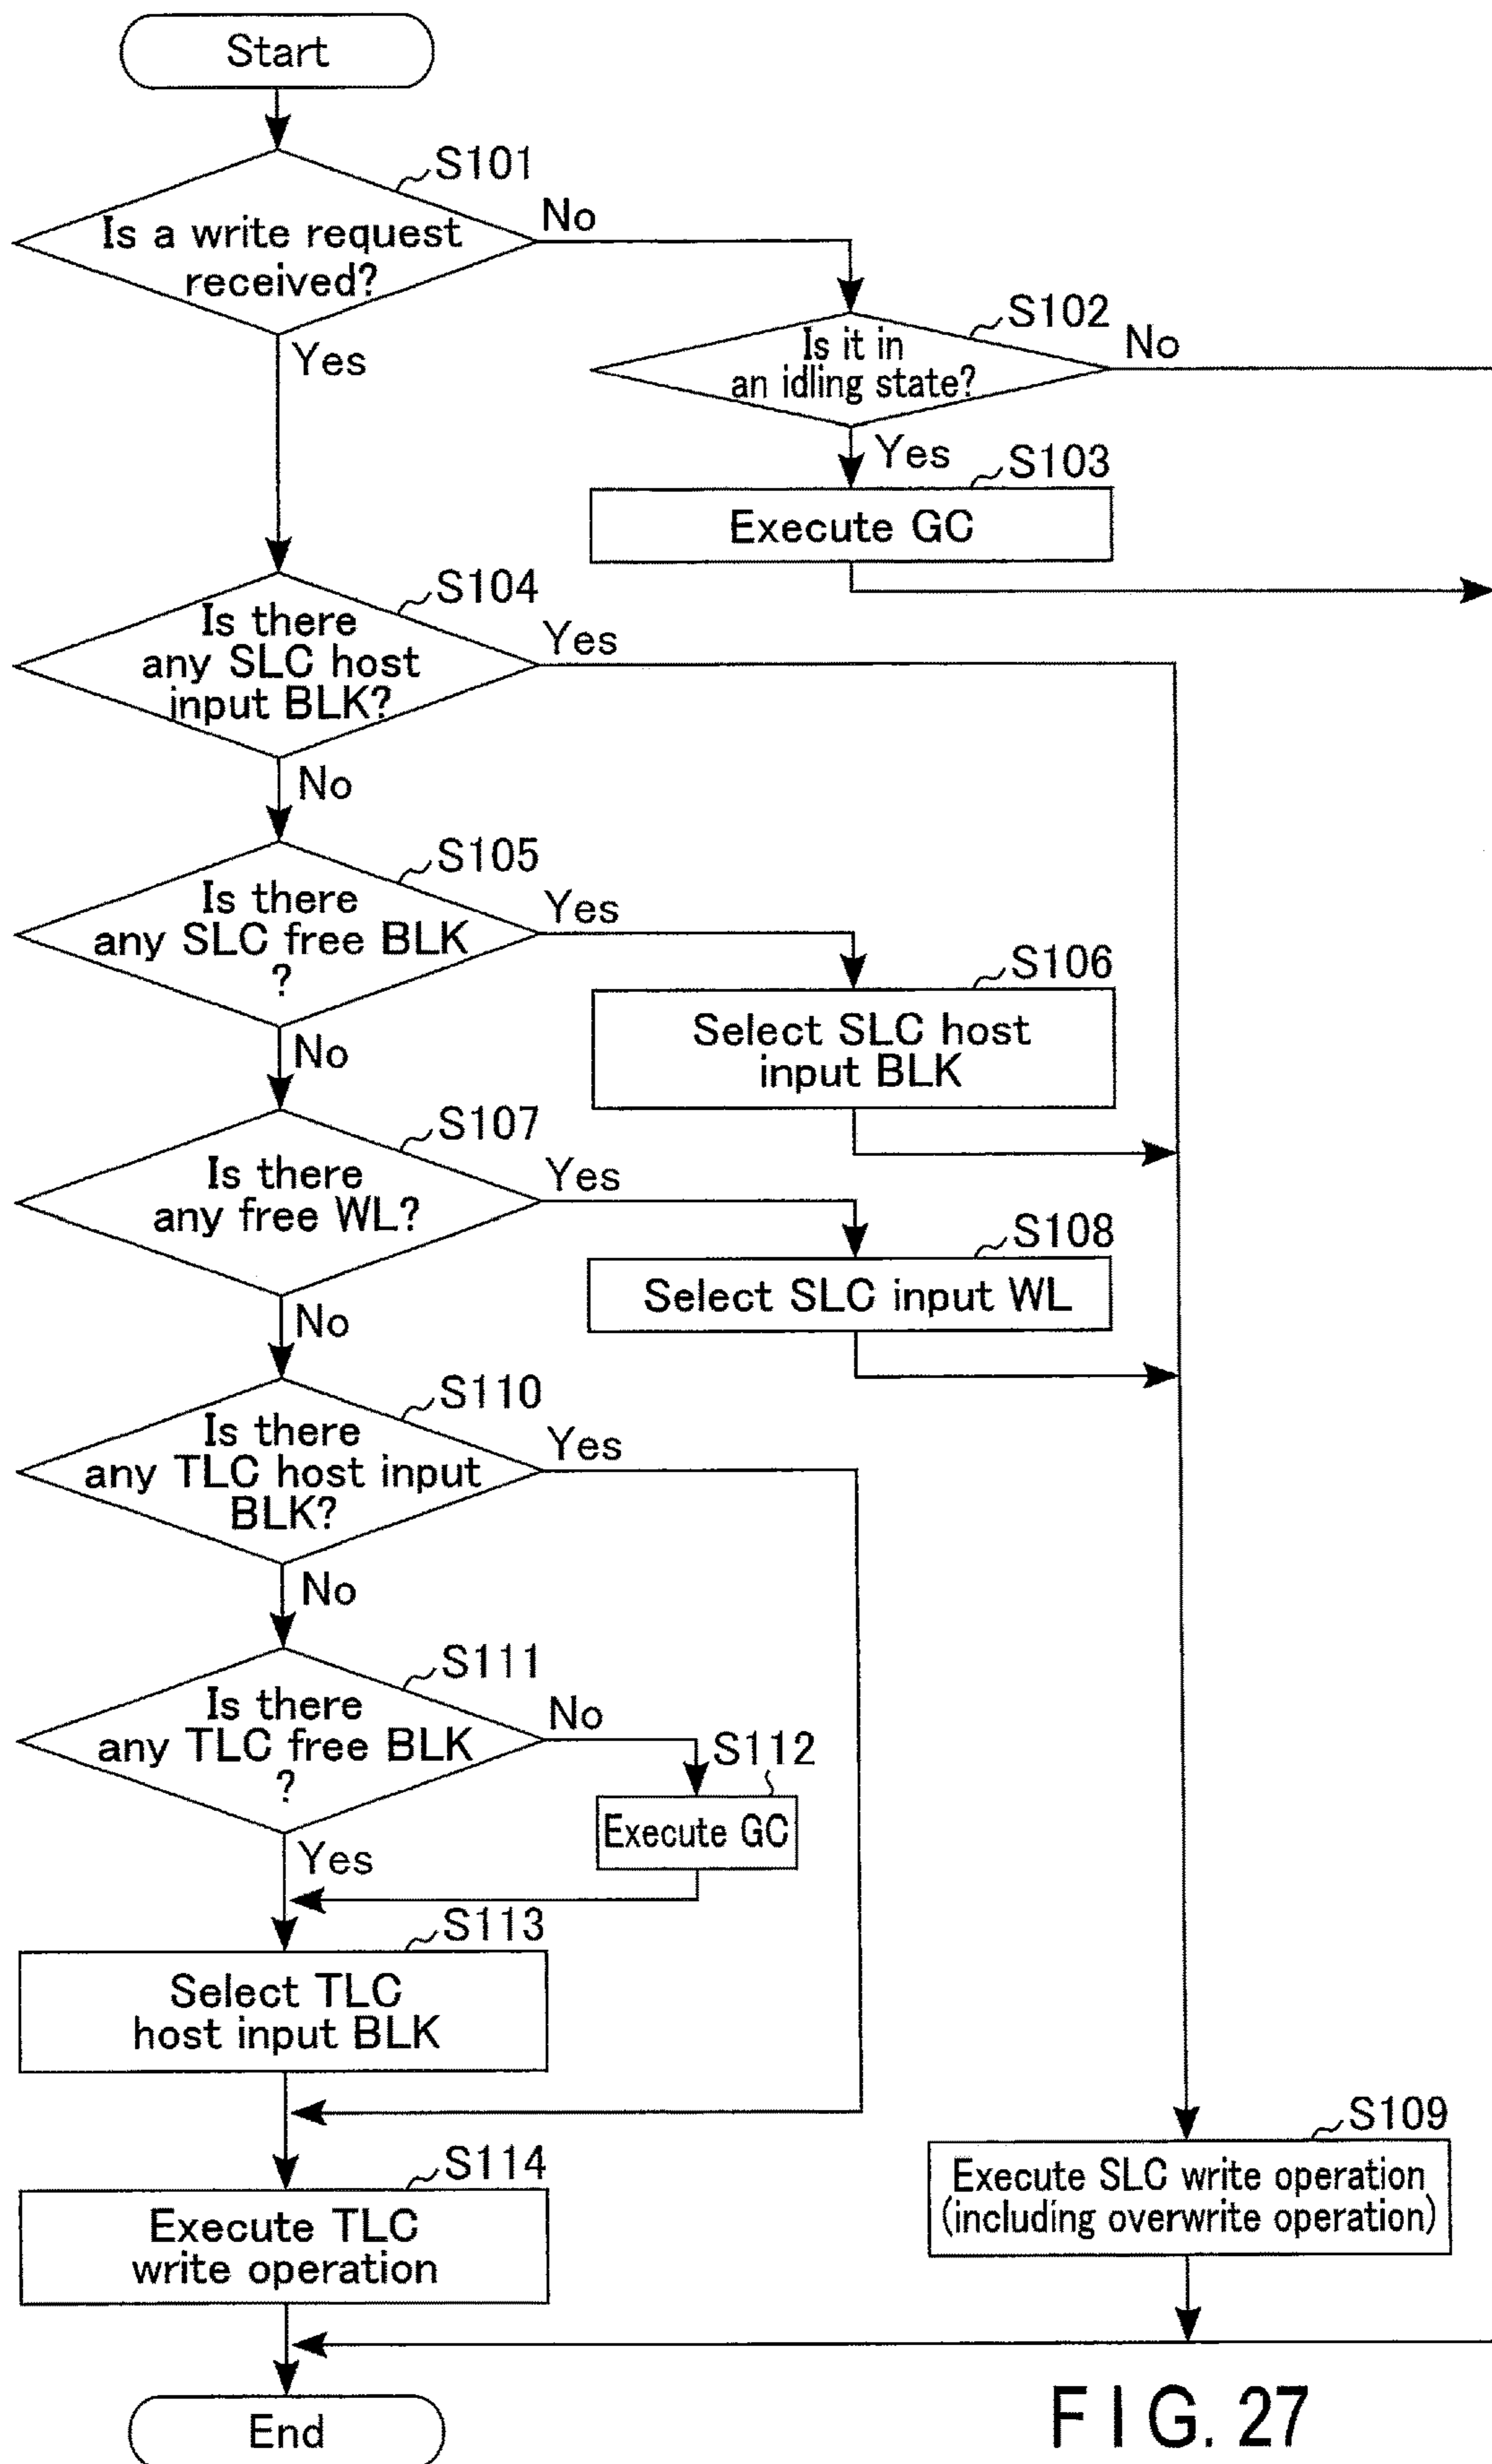 Start
S101
Is a write request
received?
No
Yes
S102
Is it in
an idling state?
No
Yes
S103
Execute GC
S104
Is there
any SLC host
input BLK?
Yes
No
S105
Is there
any SLC free BLK
?
Yes
No
S106
Select SLC host
input BLK
S107
Is there
any free WL?
Yes
No
S108
Select SLC input WL
S110
Is there
any TLC host input
BLK?
Yes
No
S111
Is there
any TLC free BLK
?
No
Yes
S112
Execute GC
S113
Select TLC
host input BLK
S109
Execute SLC write operation
(including overwrite operation)
S114
Execute TLC
write operation
End
FIG. 27